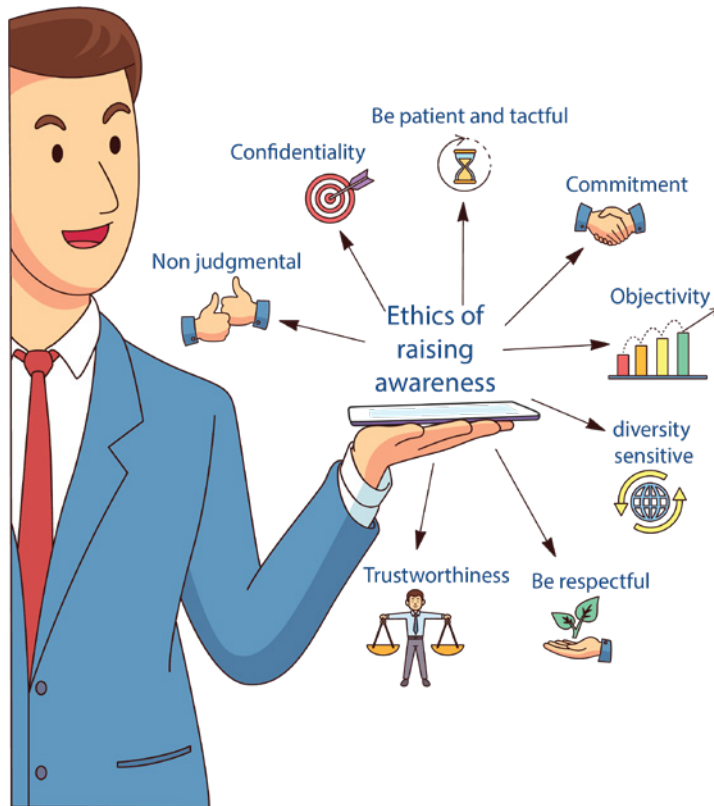 Be patient and tactful
Confidentiality
Commitment
Non judgmental
Objectivity
Ethics of
raising
awareness
diversity
sensitive
Trustworthiness
Be respectful